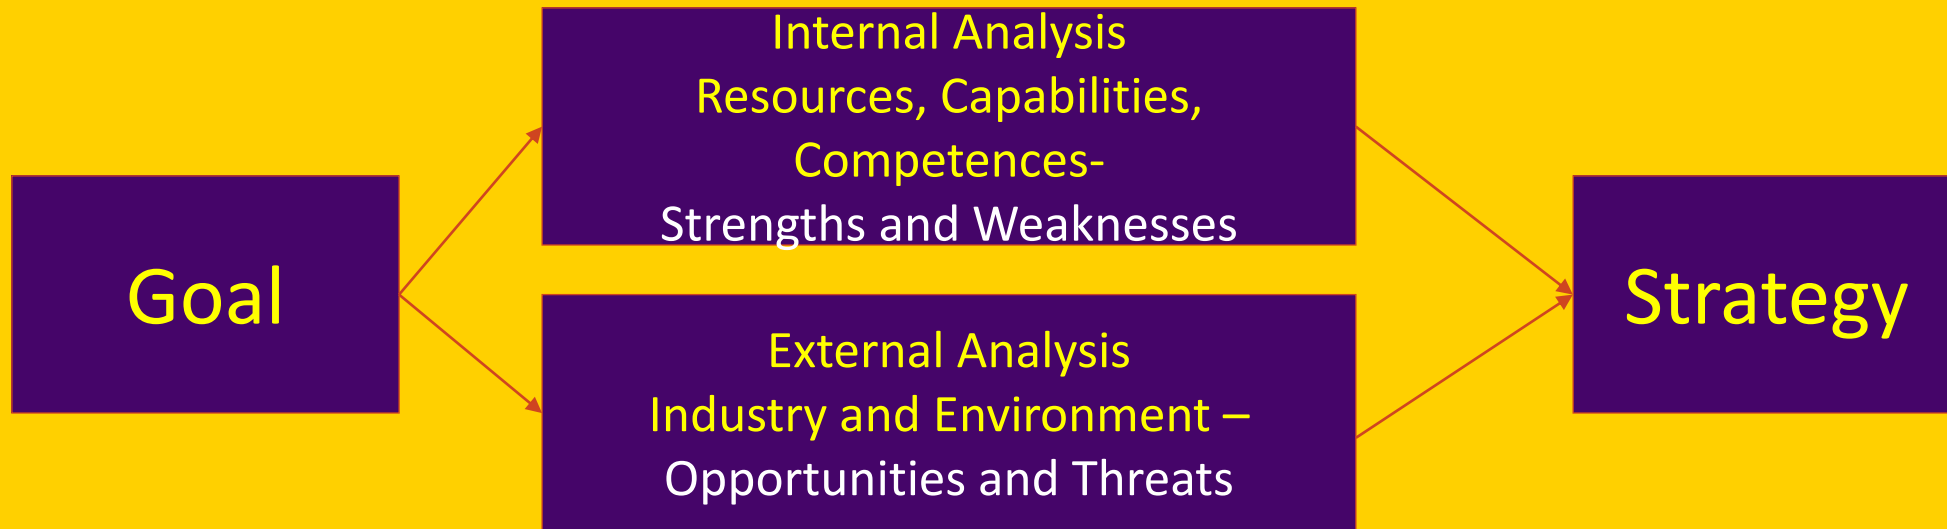 Goal
Internal Analysis
Resources, Capabilities,
Competences-
Strengths and Weaknesses
External Analysis
Industry and Environment –
Opportunities and Threats
Strategy